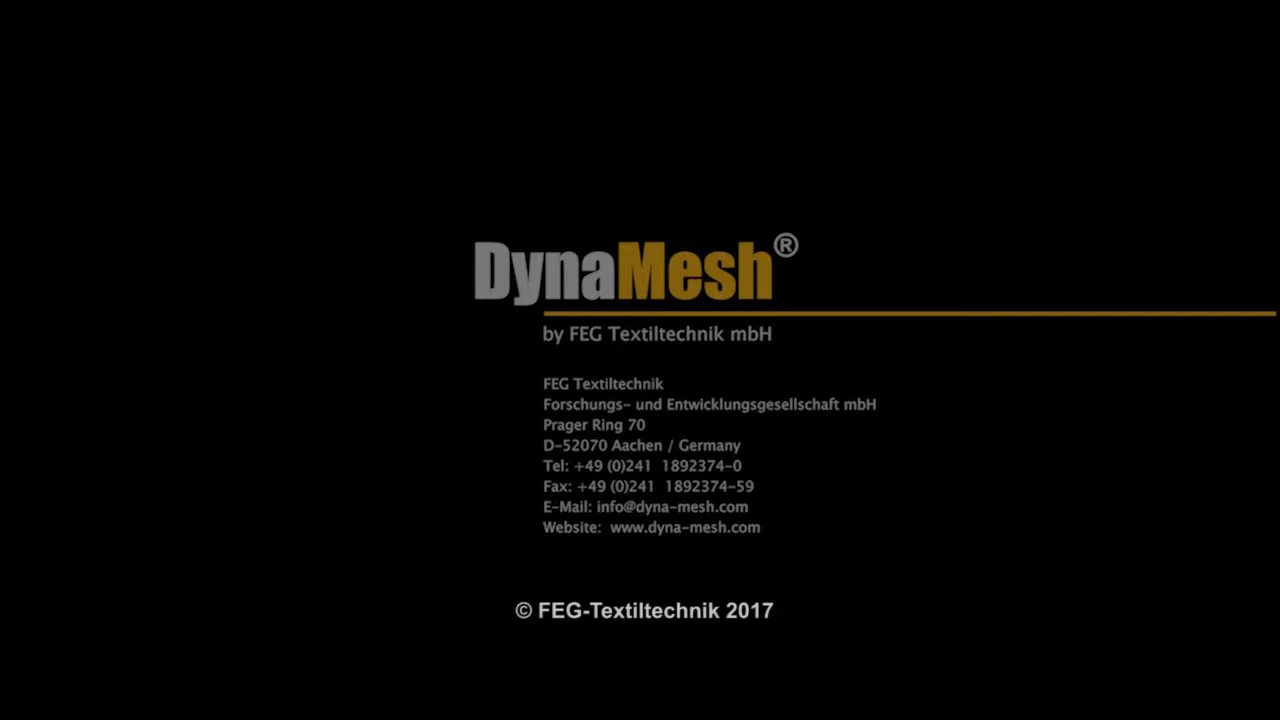 DynaMesh®
by FEG Textiltechnik mbH
FEG Textiltechnik
Forschungs- und Entwicklungsgesellschaft mbH
Prager Ring 70
D-52070 Aachen / Germany
Tel: +49 (0)241 1892374-0
Fax: +49 (0)241 1892374-59
E-Mail: info@dyna-mesh.com
Website: www.dyna-mesh.com
© FEG-Textiltechnik 2017